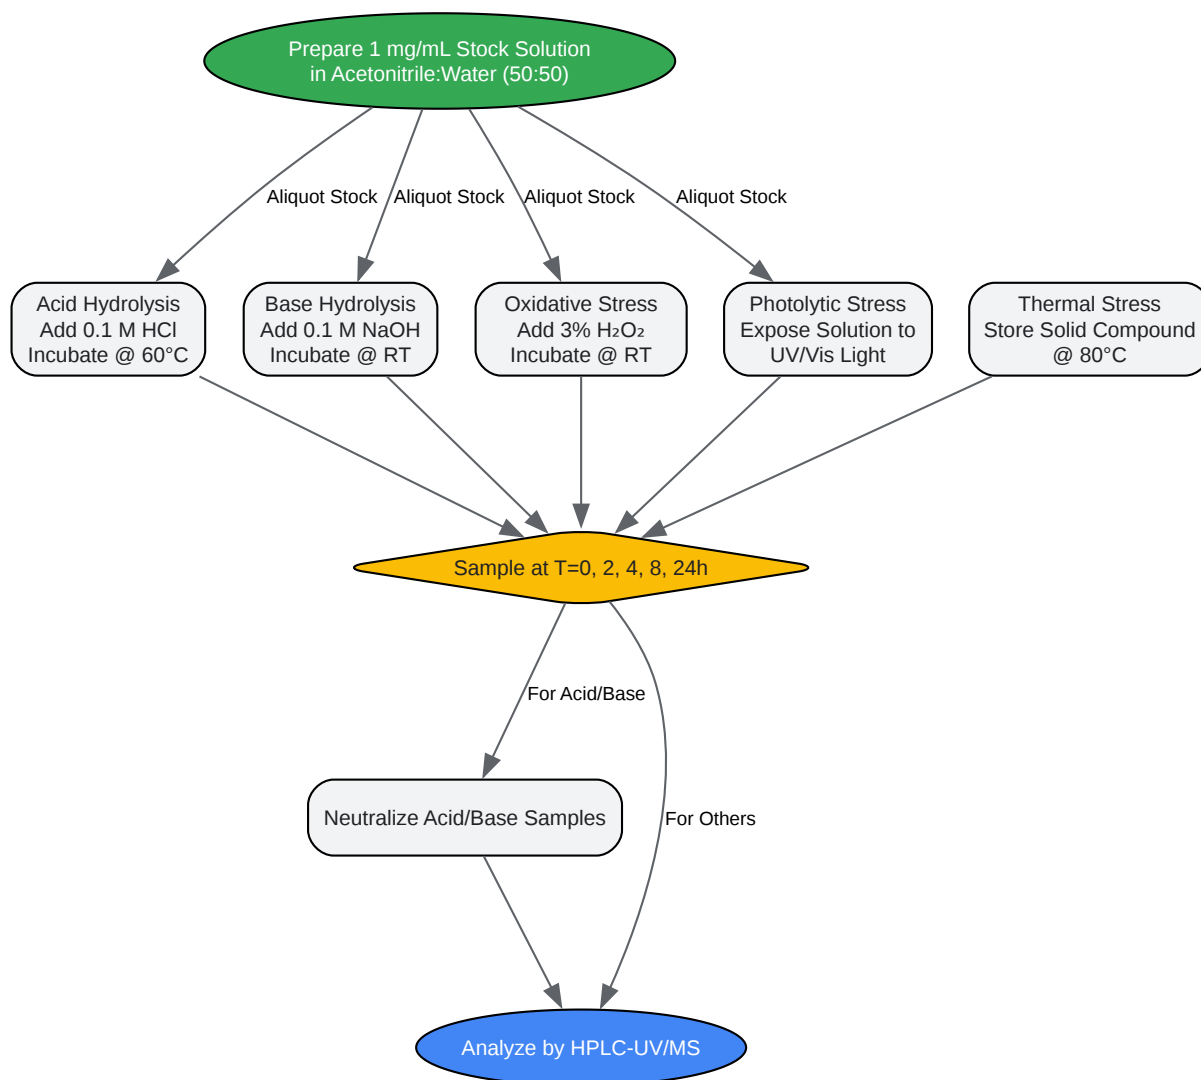 Prepare 1 mg/mL Stock Solution
in Acetonitrile:Water (50:50)
Aliquot Stock
Aliquot Stock
Aliquot Stock
Aliquot Stock
Acid Hydrolysis
Add 0.1 M HCl
Incubate @ 60°C
Base Hydrolysis
Add 0.1 M NaOH
Incubate @ RT
Oxidative Stress
Add 3% H₂O₂
Incubate @ RT
Photolytic Stress
Expose Solution to
UV/Vis Light
Thermal Stress
Store Solid Compound
@ 80°C
Sample at T=0, 2, 4, 8, 24h
For Acid/Base
Neutralize Acid/Base Samples
For Others
Analyze by HPLC-UV/MS